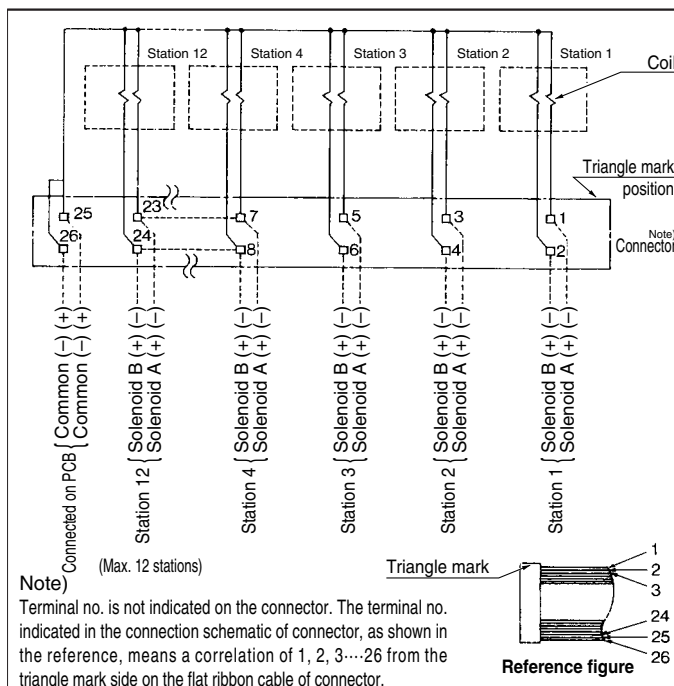 Station 12 Station 4 Station 3 Station 2 Station 1
Coil
Triangle mark
position
25 23 7 5 3 1
Note)
Connector
26 24 8 6 4 2
Connected on PCB
Common (–) (+)
Common (–) (+)
Station 12
Solenoid B (+) (–)
Solenoid A (+) (–)
Station 4
Solenoid B (+) (–)
Solenoid A (+) (–)
Station 3
Solenoid B (+) (–)
Solenoid A (+) (–)
Station 2
Solenoid B (+) (–)
Solenoid A (+) (–)
Station 1
Solenoid B (+) (–)
Solenoid A (+) (–)
(Max. 12 stations)
Note)
Terminal no. is not indicated on the connector. The terminal no.
indicated in the connection schematic of connector, as shown in
the reference, means a correlation of 1, 2, 3····26 from the
triangle mark side on the flat ribbon cable of connector.
Triangle mark
1
2
3
24
25
26
Reference figure